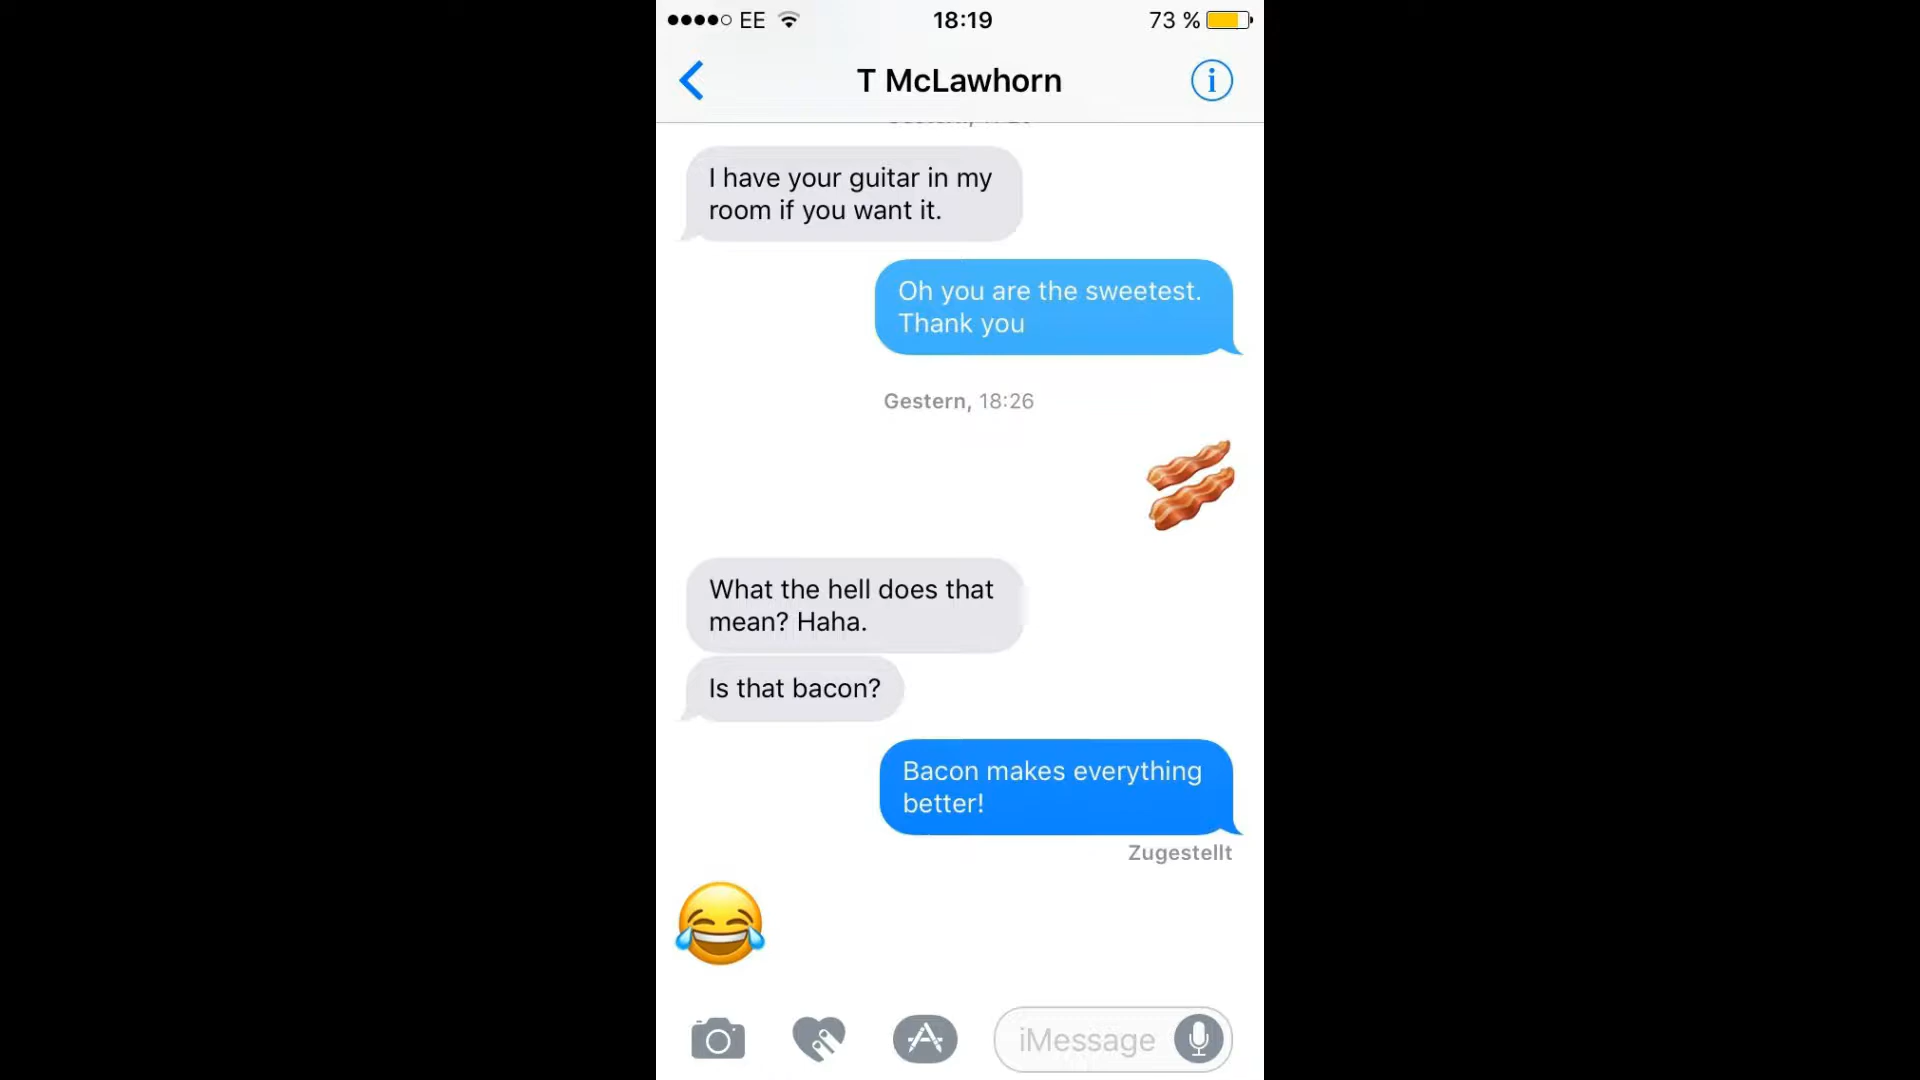 EE 18:19 73 %
T McLawhorn
I have your guitar in my
room if you want it.
Oh you are the sweetest.
Thank you
Gestern, 18:26
What the hell does that
mean? Haha.
Is that bacon?
Bacon makes everything
better!
Zugestellt
iMessage